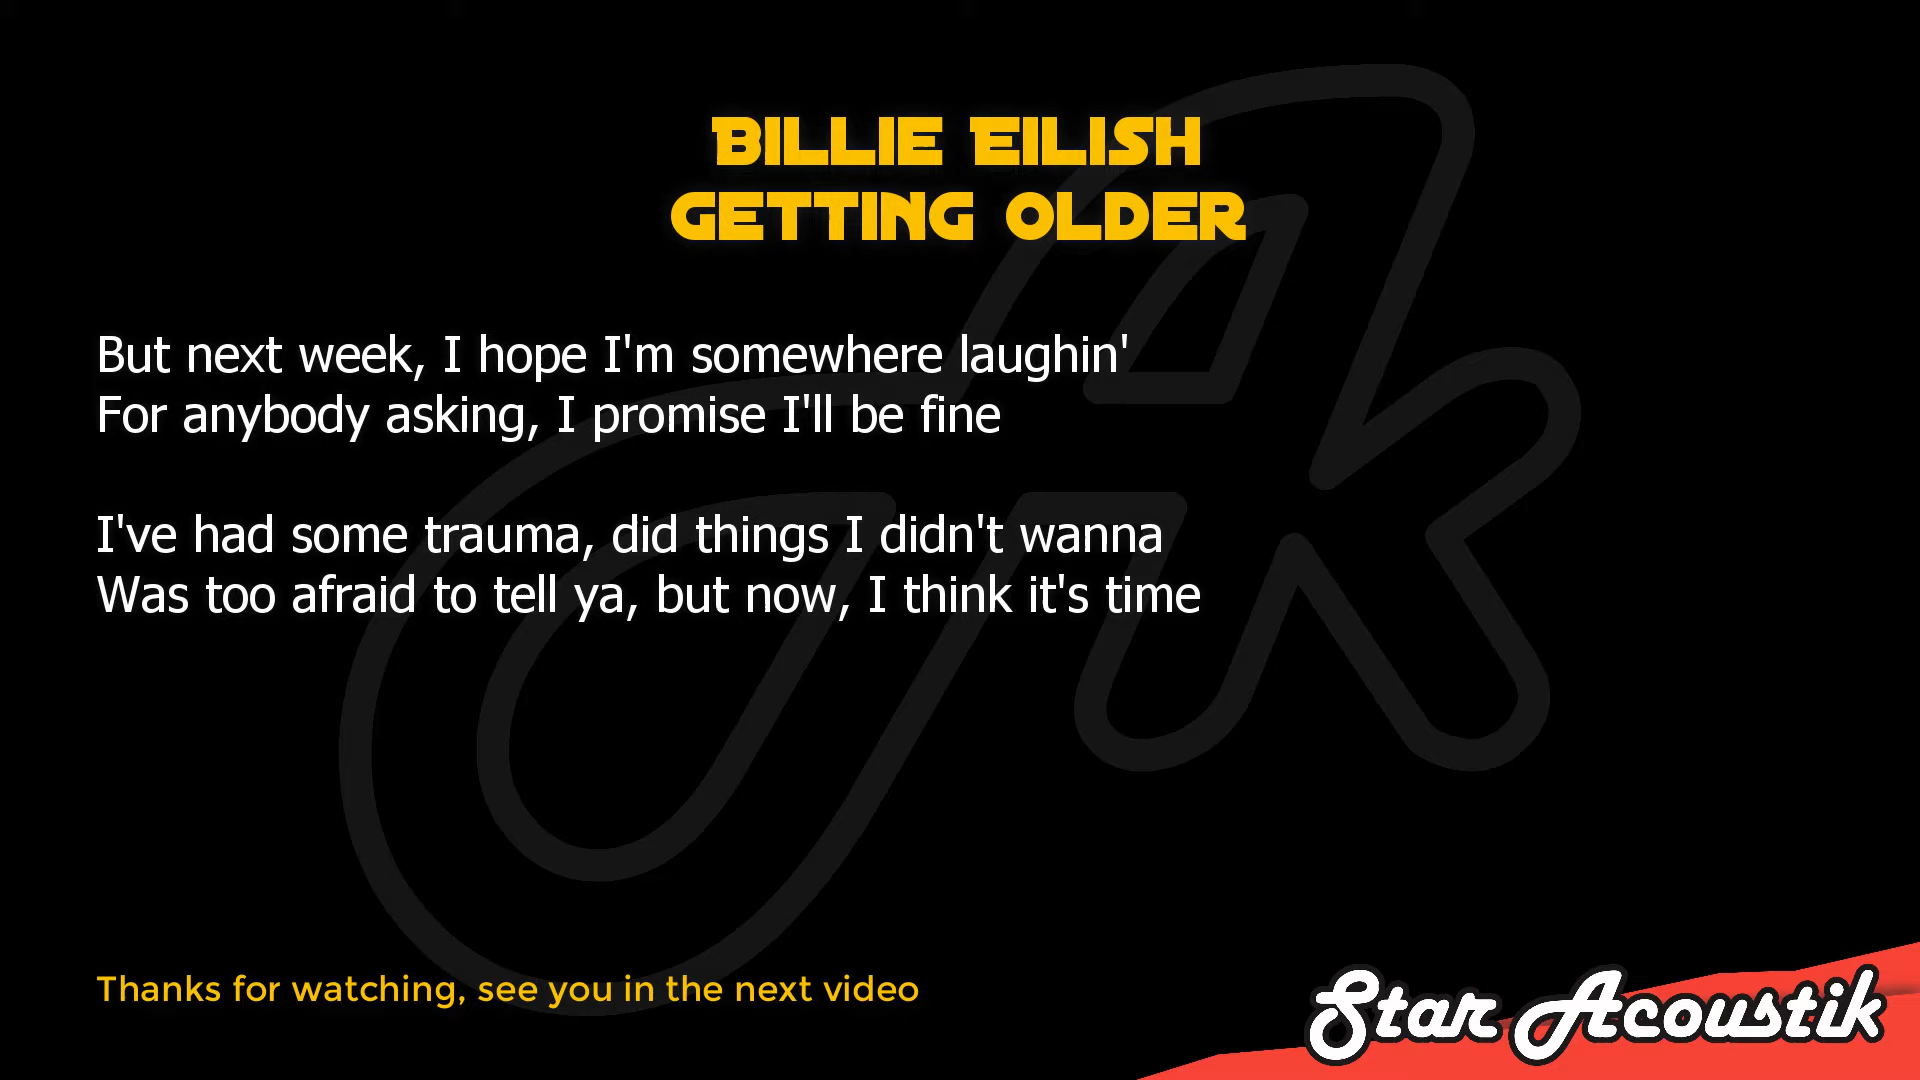 BILLIE EILISH
GETTING OLDER
But next week, I hope I'm somewhere laughin'
For anybody asking, I promise I'll be fine
I've had some trauma, did things I didn't wanna
Was too afraid to tell ya, but now, I think it's time
Thanks for watching, see you in the next video
Star Acoustik